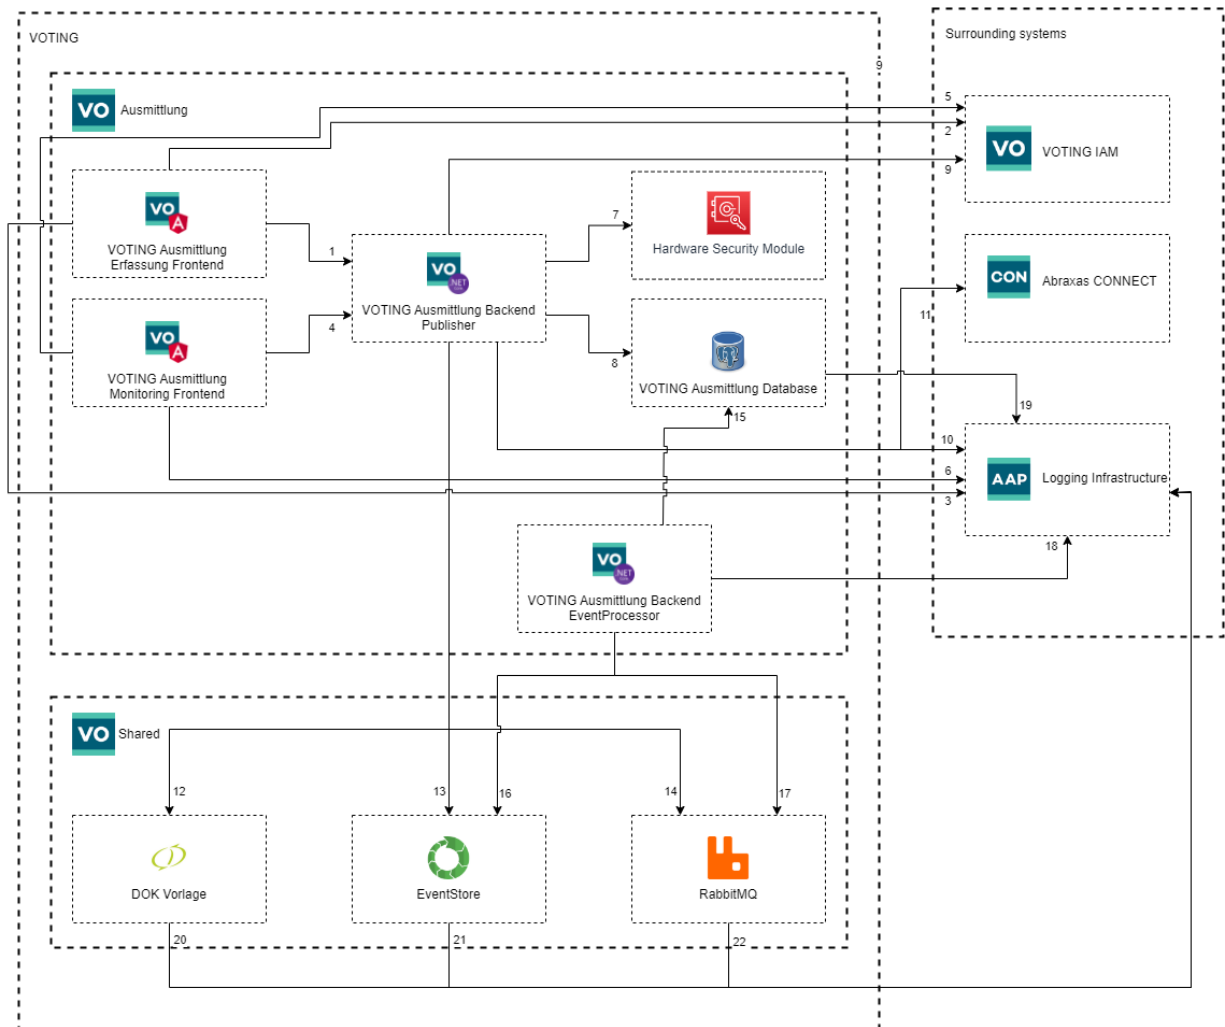 VOTING
9
Surrounding systems
VO
Ausmittlung
5
2
9
VO
VOTING IAM
VO
VOTING Ausmittlung
Erfassung Frontend
1
7
Hardware Security Module
VO
.NET
VOTING Ausmittlung Backend
Publisher
CON
Abraxas CONNECT
11
VO
VOTING Ausmittlung
Monitoring Frontend
4
8
VOTING Ausmittlung Database
15
19
10
6
3
AAP
Logging Infrastructure
18
VO
.NET
VOTING Ausmittlung Backend
EventProcessor
VO
Shared
12
13
16
14
17
DOK Vorlage
EventStore
RabbitMQ
20
21
22